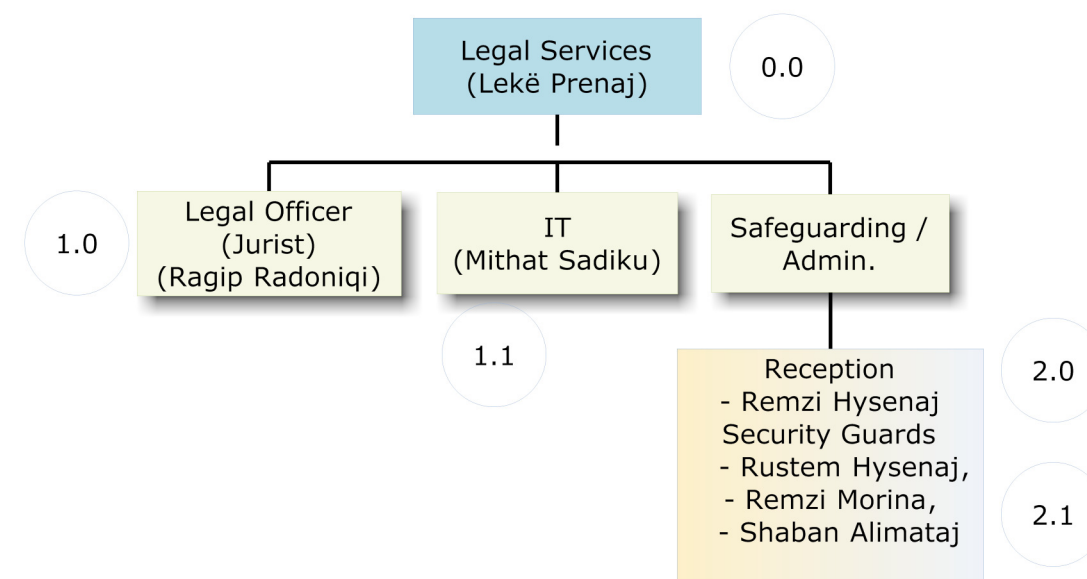 Legal Services
(Lekë Prenaj)
0.0
1.0
Legal Officer
(Jurist)
(Ragip Radoniqi)
IT
(Mithat Sadiku)
1.1
Safeguarding /
Admin.
Reception
- Remzi Hysenaj
Security Guards
- Rustem Hysenaj,
- Remzi Morina,
- Shaban Alimataj
2.0
2.1